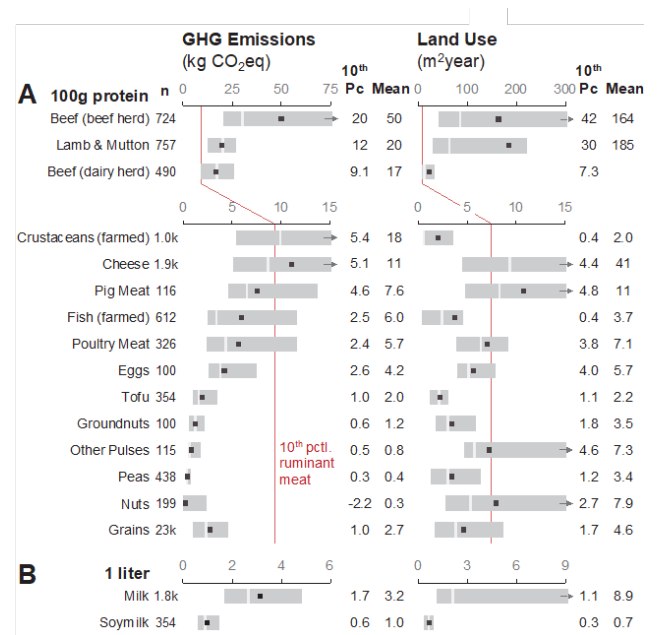 GHG Emissions Land Use
(kg CO2eq) 10th (m2year) 10th
0 25 50 75 Pc Mean 0 100 200 300 Pc Mean
A 100g protein n
Beef (beef herd) 724 20 50 42 164
Lamb & Mutton 757 12 20 30 185
Beef (dairy herd) 490 9.1 17 7.3
0 5 10 15 0 5 10 15
Crustaceans (farmed) 1.0k 5.4 18 0.4 2.0
Cheese 1.9k 5.1 11 4.4 41
Pig Meat 116 4.6 7.6 4.8 11
Fish (farmed) 612 2.5 6.0 0.4 3.7
Poultry Meat 326 2.4 5.7 3.8 7.1
Eggs 100 2.6 4.2 4.0 5.7
Tofu 354 1.0 2.0 1.1 2.2
Groundnuts 100 0.6 1.2 1.8 3.5
Other Pulses 115 10th pctl. 0.5 0.8 4.6 7.3
ruminant
Peas 438 meat 0.3 0.4 1.2 3.4
Nuts 199 -2.2 0.3 2.7 7.9
Grains 23k 1.0 2.7 1.7 4.6
B 1 liter 0 2 4 6 0 3 6 9
Milk 1.8k 1.7 3.2 1.1 8.9
Soymilk 354 0.6 1.0 0.3 0.7